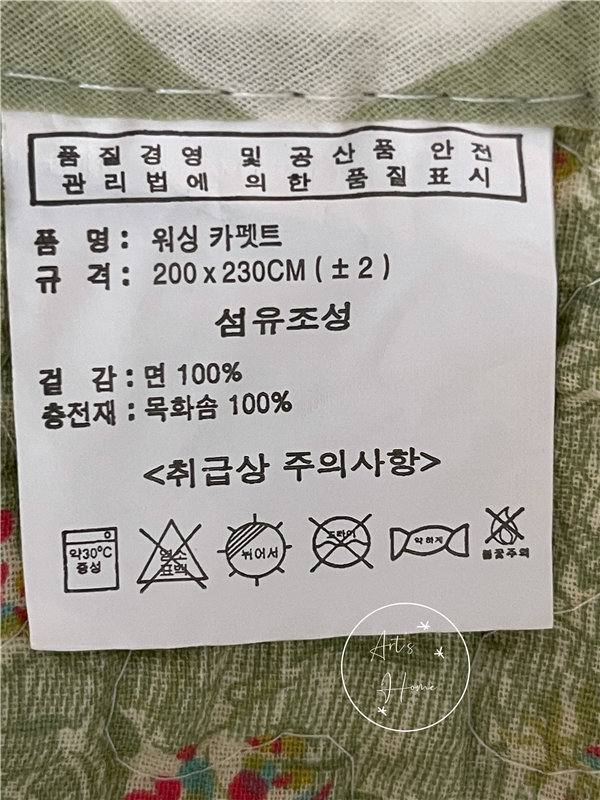 품 질 경 영 및 공 산 품 안 전
관 리 법 에 의 한 품 질 표 시
품 명 : 워싱 카펫트
규 격 : 200 x 230CM ( ± 2 )
섬유조성
겉 감 : 면 100%
충전재 : 목화솜 100%
<취급상 주의사항>
약30°C
중성
염소
표백
뉘어서
드라이
약하게
불꽃주의
Art's
Home